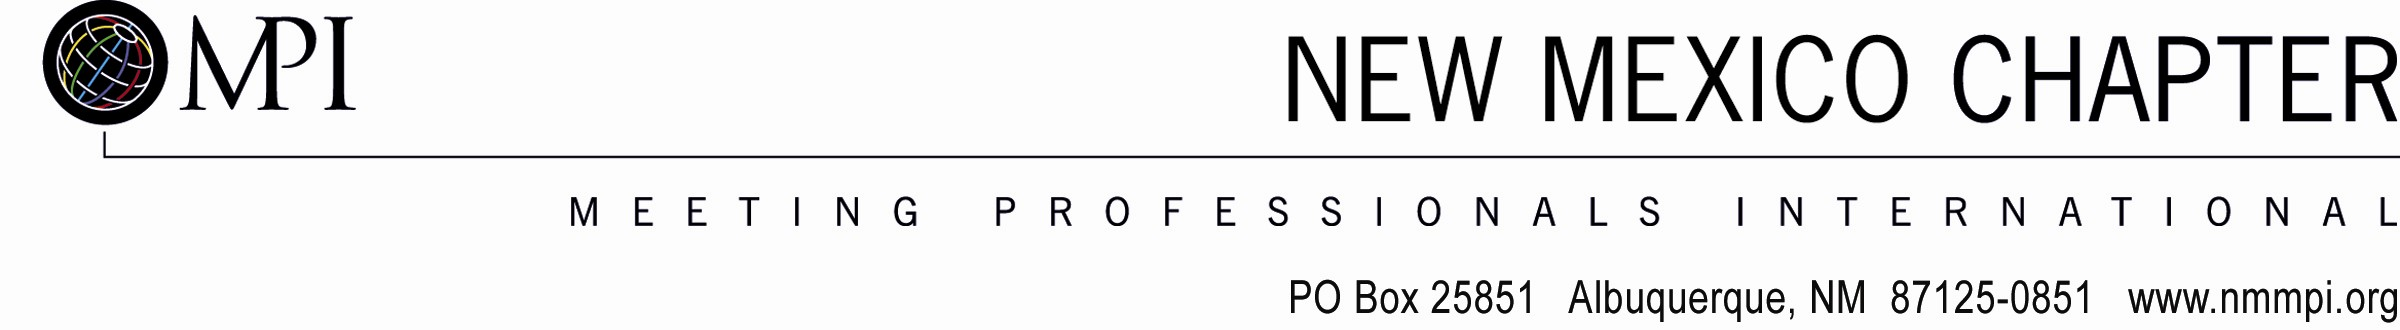 MPI
NEW MEXICO CHAPTER
MEETING PROFESSIONALS INTERNATIONAL
PO Box 25851 Albuquerque, NM 87125-0851 www.nmmpi.org